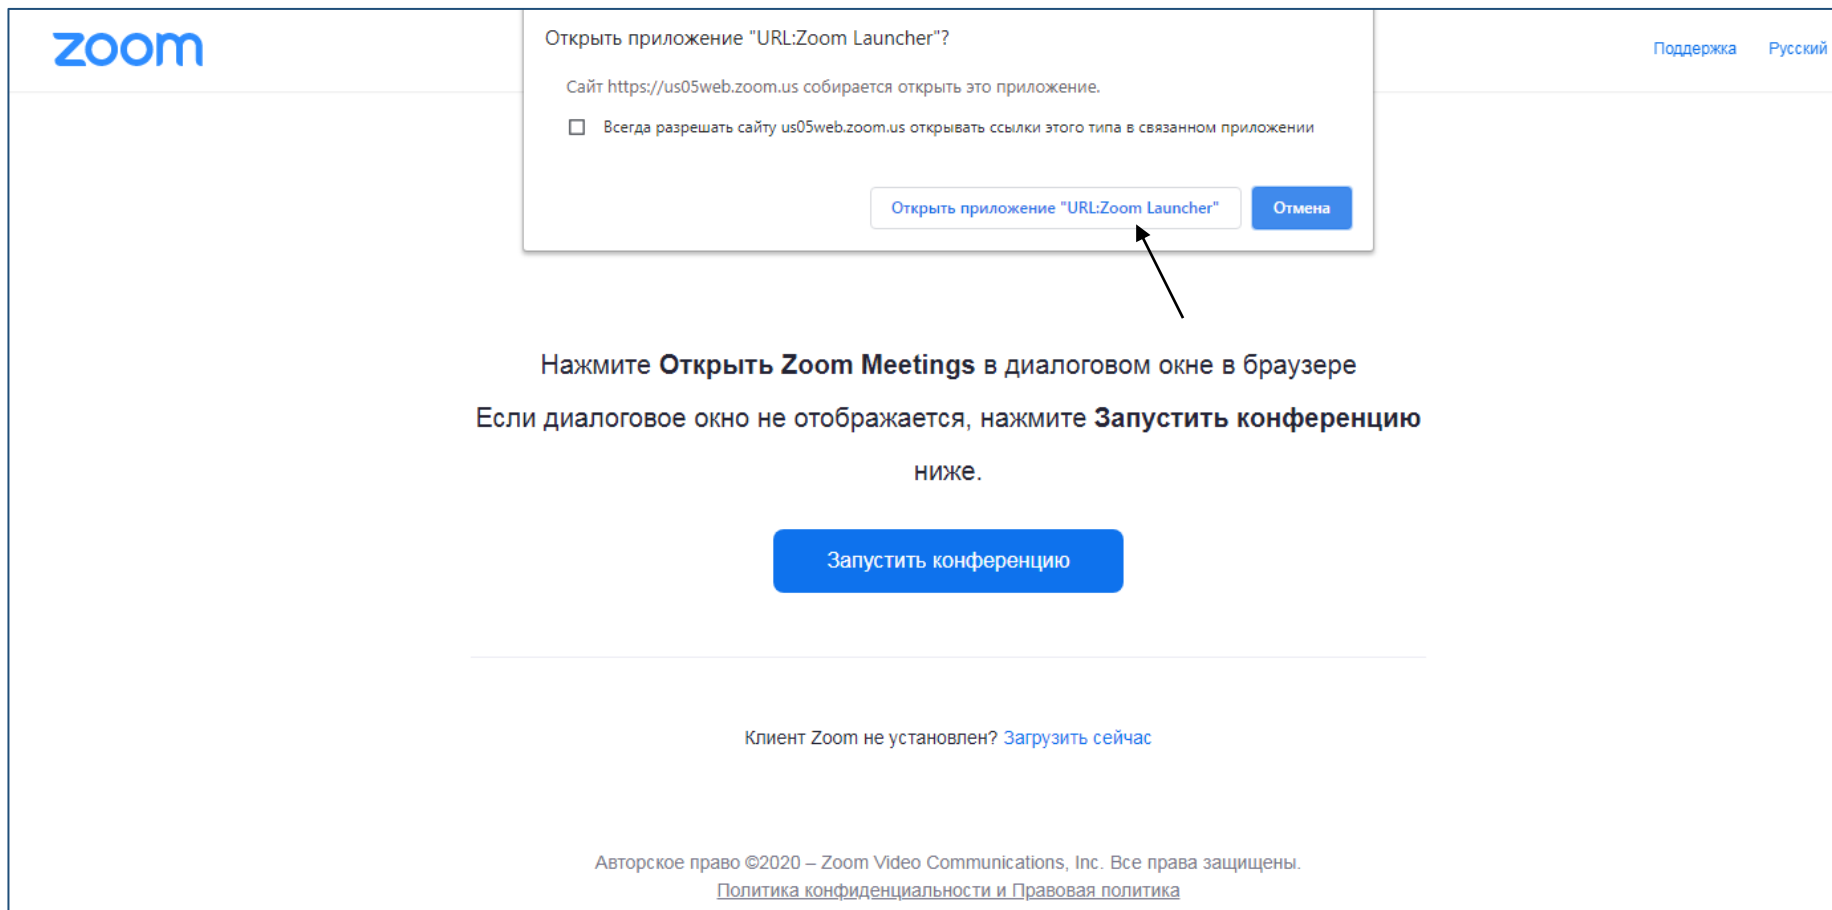 zoom
Открыть приложение "URL:Zoom Launcher"?
Поддержка Русский
Сайт https://us05web.zoom.us собирается открыть это приложение.
Всегда разрешать сайту us05web.zoom.us открывать ссылки этого типа в связанном приложении
Открыть приложение "URL:Zoom Launcher" Отмена
Нажмите Открыть Zoom Meetings в диалоговом окне в браузере
Если диалоговое окно не отображается, нажмите Запустить конференцию
ниже.
Запустить конференцию
Клиент Zoom не установлен? Загрузить сейчас
Авторское право ©2020 – Zoom Video Communications, Inc. Все права защищены.
Политика конфиденциальности и Правовая политика